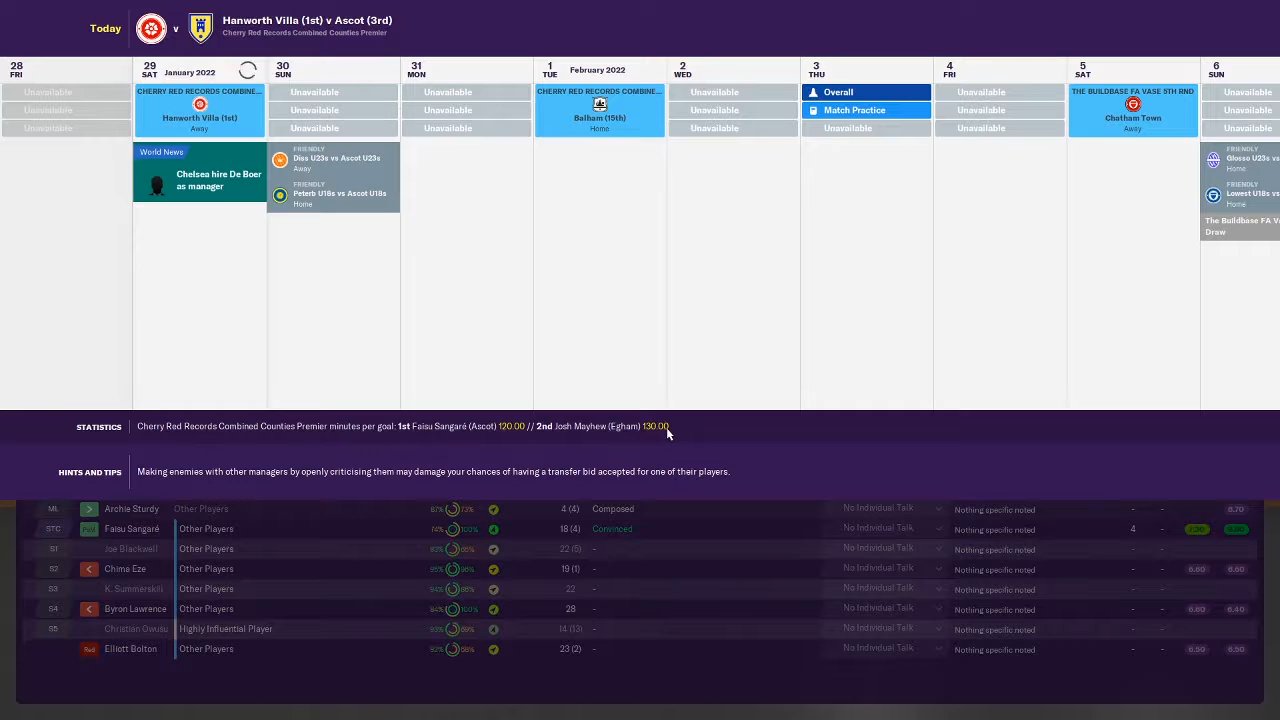 Today
v
Hanworth Villa (1st) v Ascot (3rd)
Cherry Red Records Combined Counties Premier
28
FRI
29
SAT
January 2022
30
SUN
31
MON
1
TUE
February 2022
2
WED
3
THU
4
FRI
5
SAT
6
SUN
Unavailable
Unavailable
Unavailable
CHERRY RED RECORDS COMBINE...
Hanworth Villa (1st)
Away
World News
Chelsea hire De Boer
as manager
Unavailable
Unavailable
Unavailable
FRIENDLY
Diss U23s vs Ascot U23s
Away
FRIENDLY
Peterb U18s vs Ascot U18s
Home
Unavailable
Unavailable
Unavailable
CHERRY RED RECORDS COMBINE...
Balham (15th)
Home
Unavailable
Unavailable
Unavailable
Overall
Match Practice
Unavailable
Unavailable
Unavailable
Unavailable
THE BUILDBASE FA VASE 5TH RND
Chatham Town
Away
Unavailable
Unavailable
Unavailable
FRIENDLY
Glosso U23s v
Home
FRIENDLY
Lowest U18s v
Home
The Buildbase FA Va
Draw
STATISTICS
Cherry Red Records Combined Counties Premier minutes per goal: 1st Faisu Sangaré (Ascot) 120.00 // 2nd Josh Mayhew (Egham) 130.00
HINTS AND TIPS
Making enemies with other managers by openly criticising them may damage your chances of having a transfer bid accepted for one of their players.
ML Archie Sturdy Other Players 87% 73% 4 (4) Composed No Individual Talk Nothing specific noted - - 6.70
STC PoM Faisu Sangaré Other Players 74% 100% 18 (4) Convinced No Individual Talk Nothing specific noted 4 -
S1 Joe Blackwell Other Players 22 (5) - No Individual Talk Nothing specific noted - -
S2 Chima Eze Other Players 19 (1) - No Individual Talk Nothing specific noted - - 6.60 6.60
S3 K. Summerskill Other Players 22 - No Individual Talk Nothing specific noted - -
S4 Byron Lawrence Other Players 84% 100% 28 - No Individual Talk Nothing specific noted - - 6.60 6.40
S5 Christian Owusu Highly Influential Player 14 (13) - No Individual Talk Nothing specific noted - -
Red Elliott Bolton Other Players 23 (2) - No Individual Talk Nothing specific noted - - 6.50 6.50